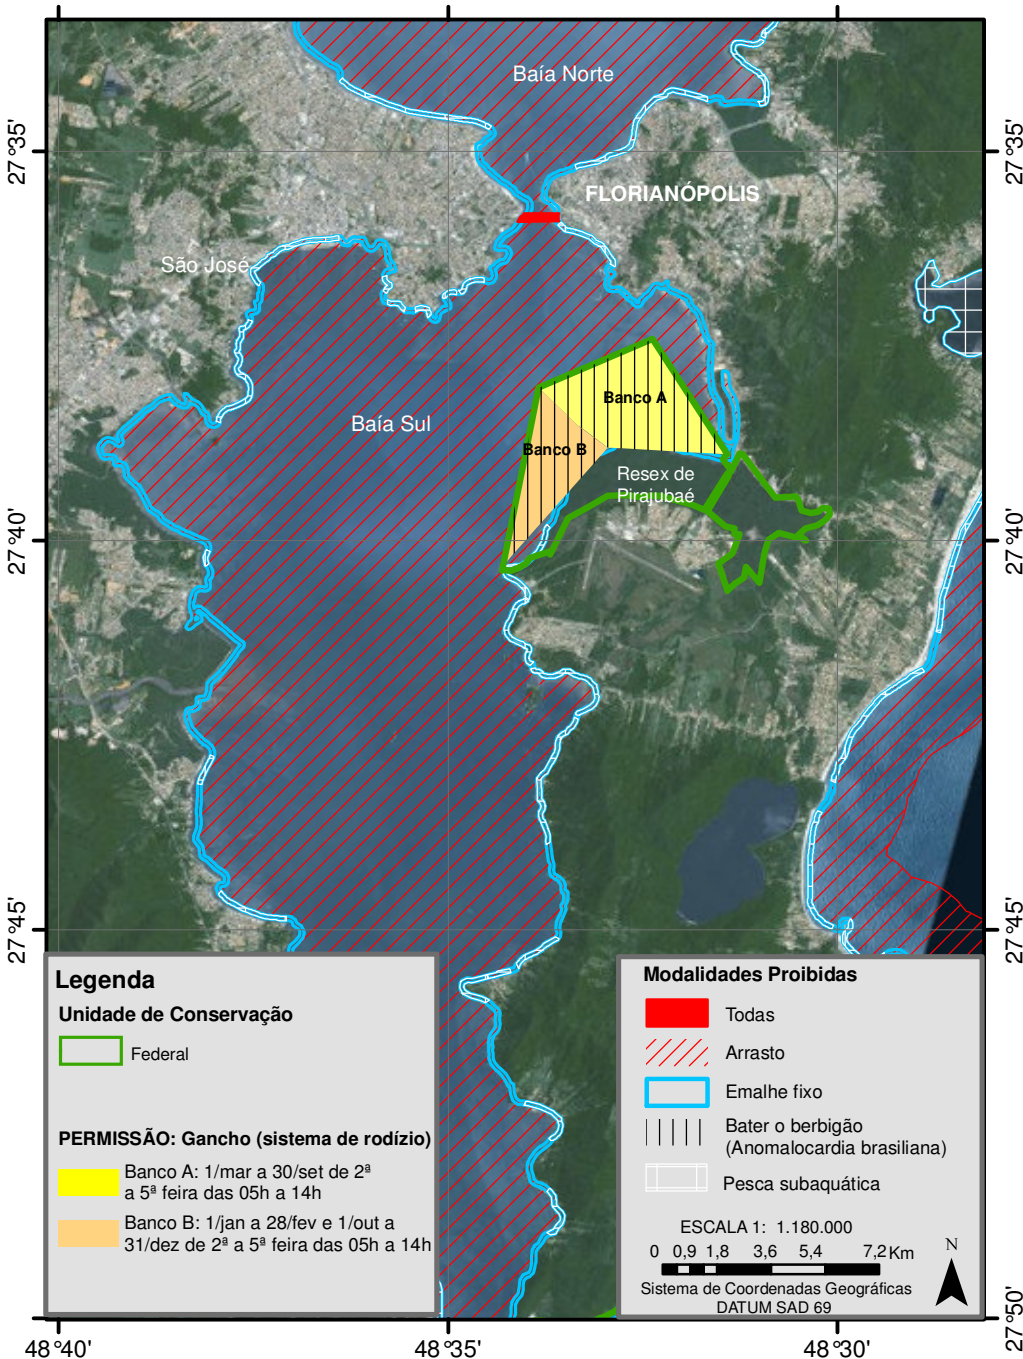 Baía Norte
27°35'
27°35'
FLORIANÓPOLIS
São José
Banco A
Baía Sul
Banco B
Resex de
Pirajubaé
27°40'
27°40'
27°45'
27°45'
Legenda
Unidade de Conservação
Federal
PERMISSÃO: Gancho (sistema de rodízio)
Banco A: 1/mar a 30/set de 2ª
a 5ª feira das 05h a 14h
Banco B: 1/jan a 28/fev e 1/out a
31/dez de 2ª a 5ª feira das 05h a 14h
Modalidades Proibidas
Todas
Arrasto
Emalhe fixo
Bater o berbigão
(Anomalocardia brasiliana)
Pesca subaquática
ESCALA 1: 1.180.000
0 0,9 1,8 3,6 5,4 7,2 Km
N
Sistema de Coordenadas Geográficas
DATUM SAD 69
27°50'
48°40' 48°35' 48°30'